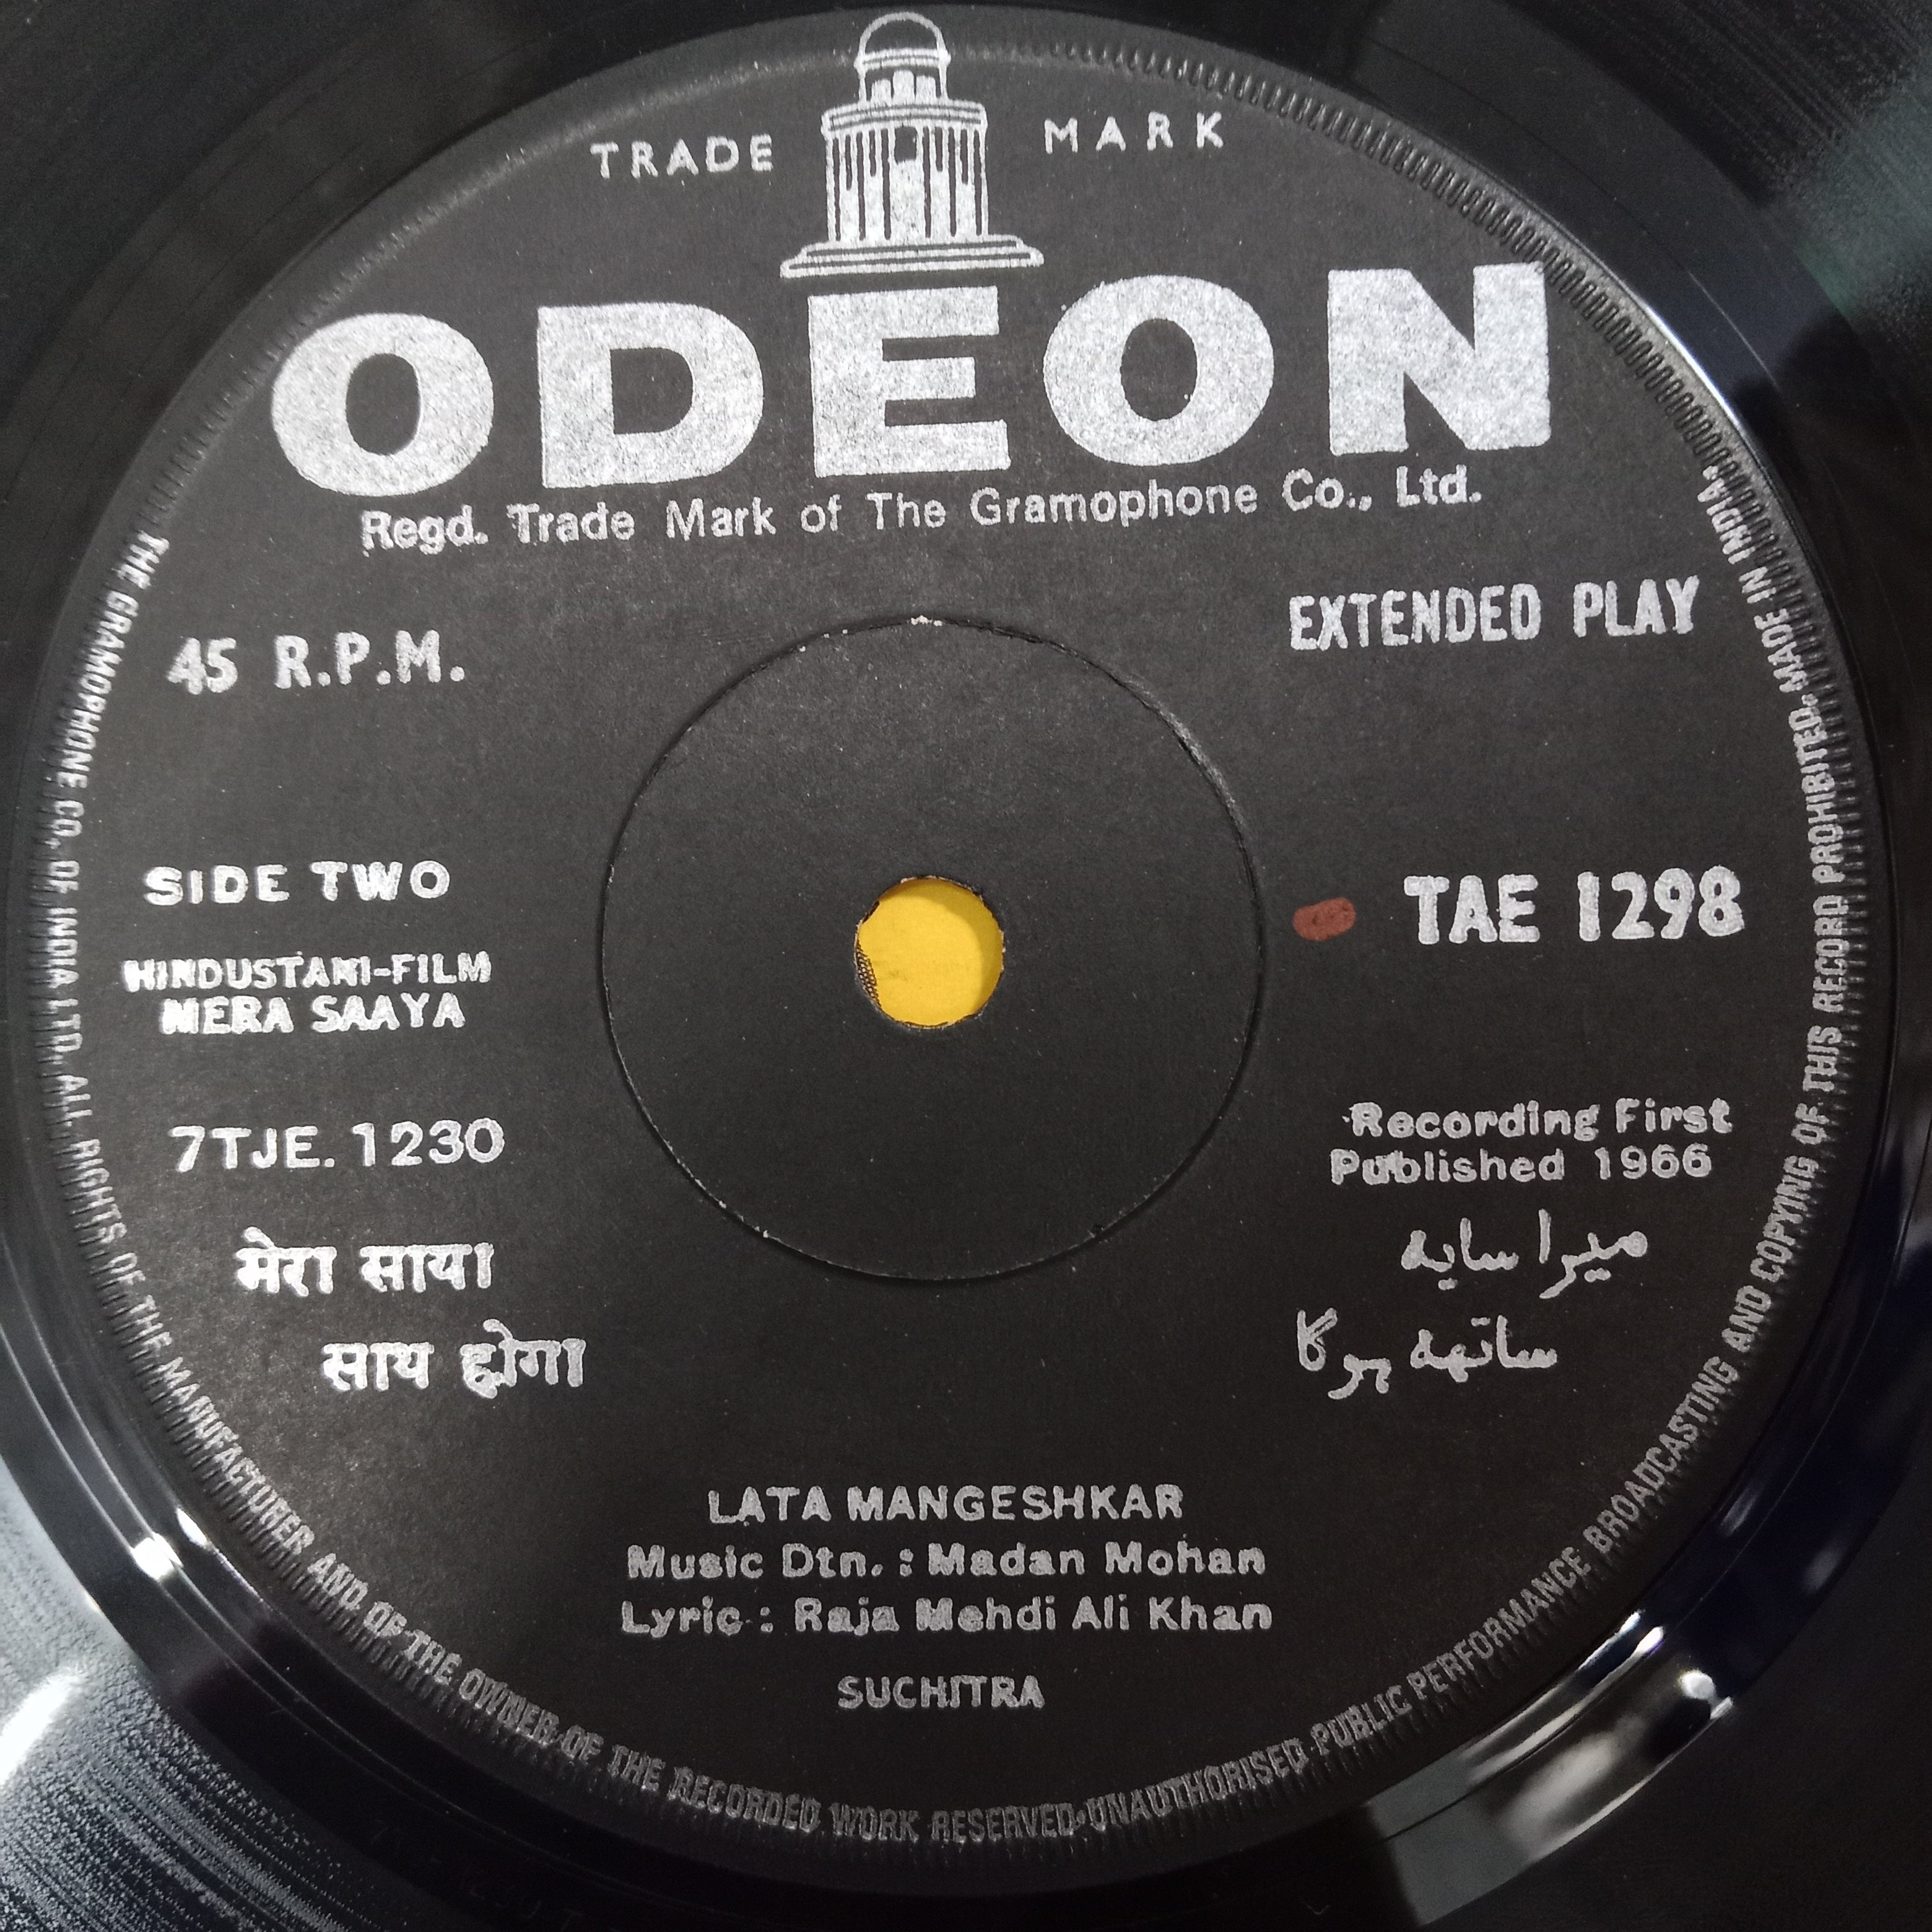 TRADE MARK
ODEON
Regd. Trade Mark of The Gramophone Co., Ltd.
45 R.P.M.
EXTENDED PLAY
SIDE TWO
TAE 1298
HINDUSTANI-FILM
MERA SAAYA
7TJE. 1230
Recording First
Published 1966
मेरा साया
साथ होगा
ميرا سايه
ساتهه ہوگا
LATA MANGESHKAR
Music Dtn. : Madan Mohan
Lyric : Raja Mehdi Ali Khan
SUCHITRA
THE GRAMOPHONE CO. OF INDIA LTD. ALL RIGHTS OF THE MANUFACTURER AND OF THE OWNER OF THE RECORDED WORK RESERVED. UNAUTHORISED PUBLIC PERFORMANCE BROADCASTING AND COPYING OF THIS RECORD PROHIBITED. MADE IN INDIA.